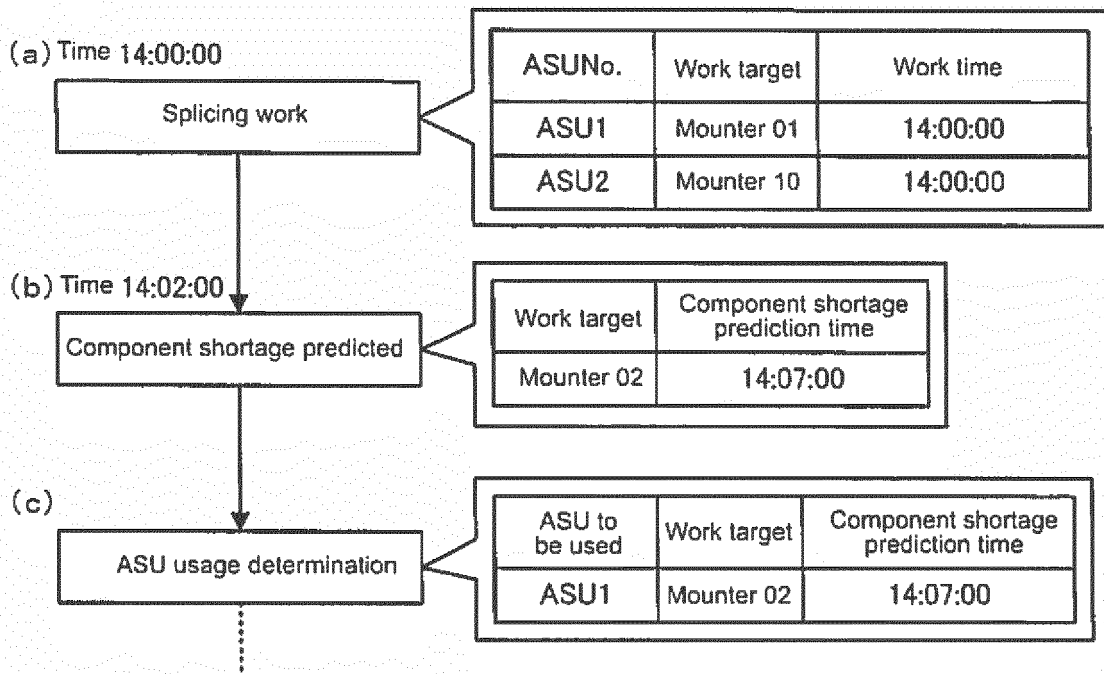 (a) Time 14:00:00
Splicing work
ASUNo. Work target Work time
ASU1 Mounter 01 14:00:00
ASU2 Mounter 10 14:00:00
(b) Time 14:02:00
Component shortage predicted
Work target Component shortage
prediction time
Mounter 02 14:07:00
(c)
ASU usage determination
ASU to
be used Work target Component shortage
prediction time
ASU1 Mounter 02 14:07:00